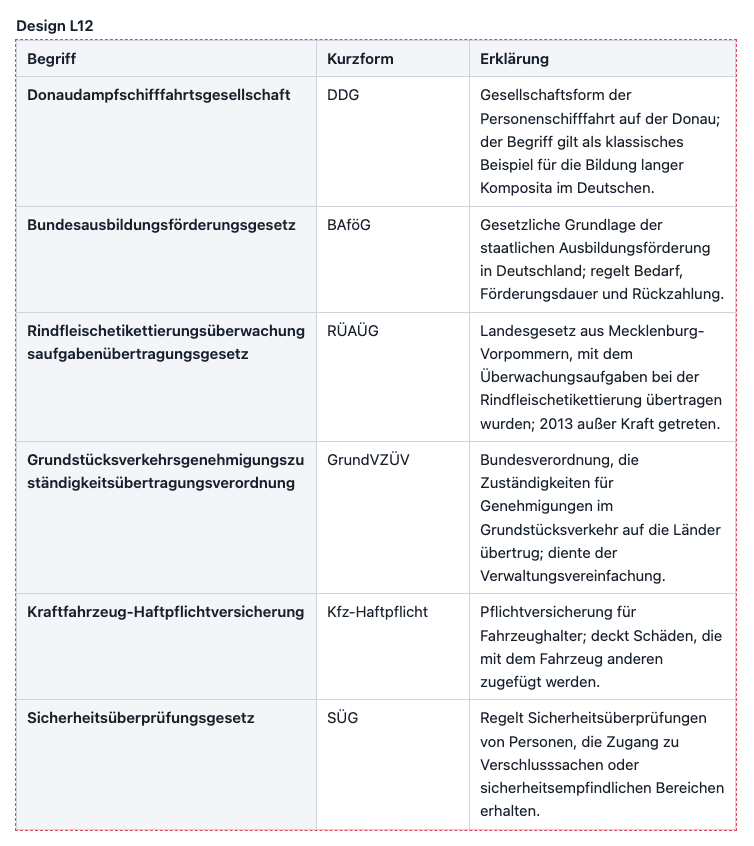 Design L12
Begriff Kurzform Erklärung
Donaudampfschifffahrtsgesellschaft DDG Gesellschaftsform der
Personenschifffahrt auf der Donau;
der Begriff gilt als klassisches
Beispiel für die Bildung langer
Komposita im Deutschen.
Bundesausbildungsförderungsgesetz BAföG Gesetzliche Grundlage der
staatlichen Ausbildungsförderung
in Deutschland; regelt Bedarf,
Förderungsdauer und Rückzahlung.
Rindfleischetikettierungsüberwachung RÜAÜG Landesgesetz aus Mecklenburg-
saufgabenübertragungsgesetz Vorpommern, mit dem
Überwachungsaufgaben bei der
Rindfleischetikettierung übertragen
wurden; 2013 außer Kraft getreten.
Grundstücksverkehrsgenehmigungszu GrundVZÜV Bundesverordnung, die
ständigkeitsübertragungsverordnung Zuständigkeiten für
Genehmigungen im
Grundstücksverkehr auf die Länder
übertrug; diente der
Verwaltungsvereinfachung.
Kraftfahrzeug-Haftpflichtversicherung Kfz-Haftpflicht Pflichtversicherung für
Fahrzeughalter; deckt Schäden, die
mit dem Fahrzeug anderen
zugefügt werden.
Sicherheitsüberprüfungsgesetz SÜG Regelt Sicherheitsüberprüfungen
von Personen, die Zugang zu
Verschlusssachen oder
sicherheitsempfindlichen Bereichen
erhalten.